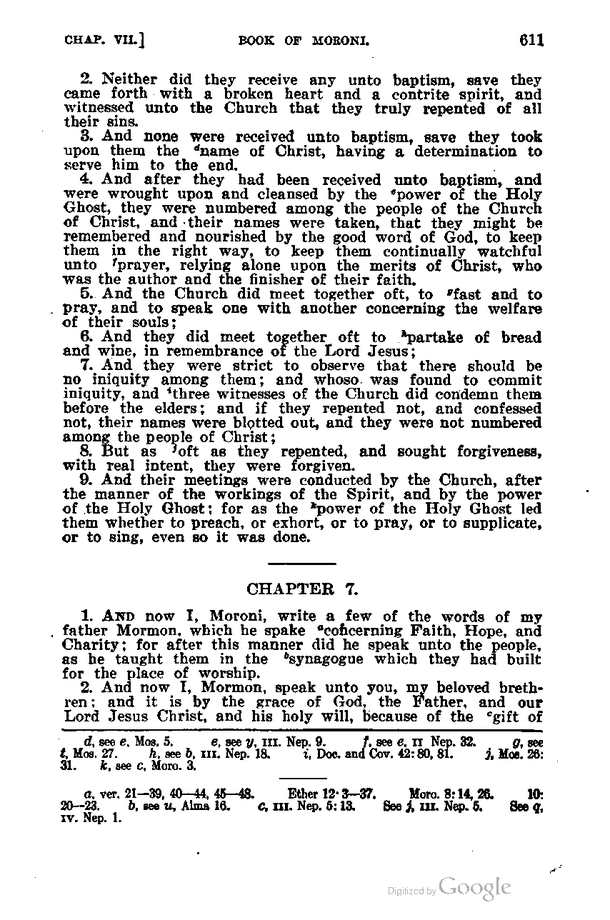 CHAP. VII.] BOOK OF MORONI. 611
2. Neither did they receive any unto baptism, save they
came forth with a broken heart and a contrite spirit, and
witnessed unto the Church that they truly repented of all
their sins.
3. And none were received unto baptism, save they took
upon them the dname of Christ, having a determination to
serve him to the end.
4. And after they had been received unto baptism, and
were wrought upon and cleansed by the epower of the Holy
Ghost, they were numbered among the people of the Church
of Christ, and their names were taken, that they might be
remembered and nourished by the good word of God, to keep
them in the right way, to keep them continually watchful
unto fprayer, relying alone upon the merits of Christ, who
was the author and the finisher of their faith.
5. And the Church did meet together oft, to gfast and to
pray, and to speak one with another concerning the welfare
of their souls;
6. And they did meet together oft to hpartake of bread
and wine, in remembrance of the Lord Jesus;
7. And they were strict to observe that there should be
no iniquity among them; and whoso was found to commit
iniquity, and ithree witnesses of the Church did condemn them
before the elders; and if they repented not, and confessed
not, their names were blotted out, and they were not numbered
among the people of Christ;
8. But as joft as they repented, and sought forgiveness,
with real intent, they were forgiven.
9. And their meetings were conducted by the Church, after
the manner of the workings of the Spirit, and by the power
of the Holy Ghost; for as the kpower of the Holy Ghost led
them whether to preach, or exhort, or to pray, or to supplicate,
or to sing, even so it was done.
CHAPTER 7.
1. AND now I, Moroni, write a few of the words of my
father Mormon, which he spake aconcerning Faith, Hope, and
Charity; for after this manner did he speak unto the people,
as he taught them in the bsynagogue which they had built
for the place of worship.
2. And now I, Mormon, speak unto you, my beloved breth-
ren; and it is by the grace of God, the Father, and our
Lord Jesus Christ, and his holy will, because of the cgift of
d, see e, Mos. 5. e, see y, III. Nep. 9. f, see e, II Nep. 32. g, see
t, Mos. 27. h, see b, III. Nep. 18. i, Doc. and Cov. 42:80, 81. j, Mos. 26:
31. k, see c, Moro. 3.
a, ver. 21—39, 40—44, 45—48. Ether 12:3—37. Moro. 8:14, 26. 10:
20—23. b, see u, Alma 16. c, III. Nep. 5:13. See j, III. Nep. 5. See q,
IV. Nep. 1.
Digitized by Google